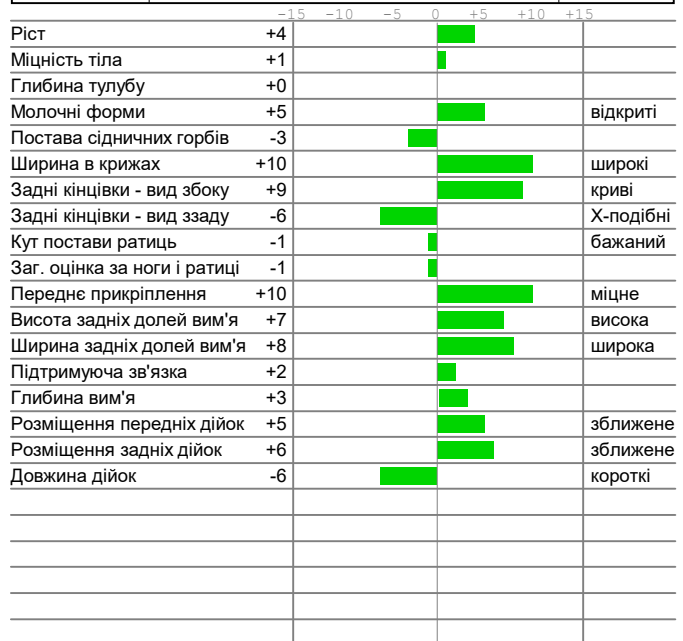 -15 -10 -5 0 +5 +10 +15
Ріст +4
Міцність тіла +1
Глибина тулубу +0
Молочні форми +5 відкриті
Постава сідничних горбів -3
Ширина в крижах +10 широкі
Задні кінцівки - вид збоку +9 криві
Задні кінцівки - вид ззаду -6 Х-подібні
Кут постави ратиць -1 бажаний
Заг. оцінка за ноги і ратиці -1
Переднє прикріплення +10 міцне
Висота задніх долей вим'я +7 висока
Ширина задніх долей вим'я +8 широка
Підтримуюча зв'язка +2
Глибина вим'я +3
Розміщення передніх дійок +5 зближене
Розміщення задніх дійок +6 зближене
Довжина дійок -6 короткі